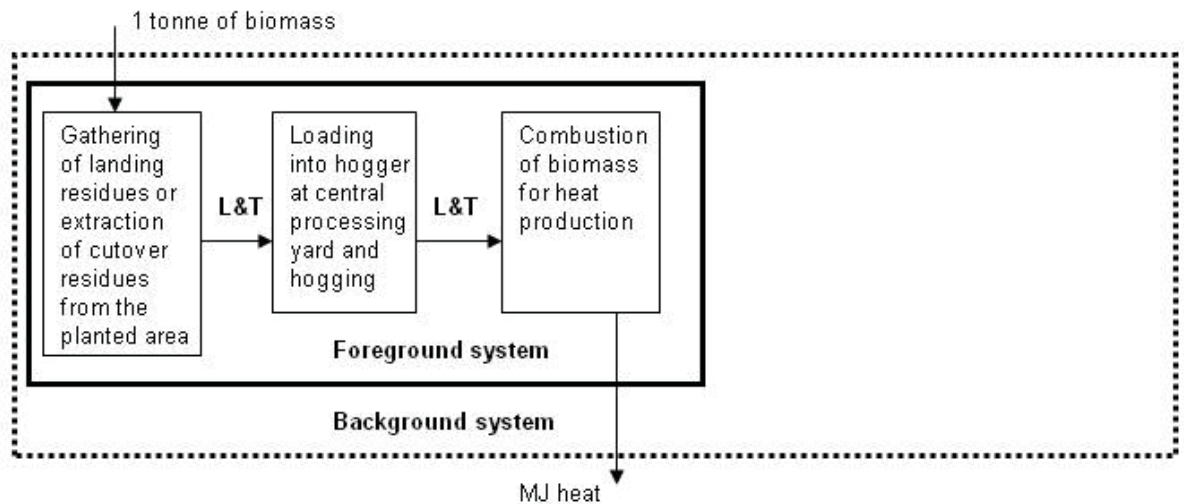 1 tonne of biomass
Gathering
of landing
residues or
extraction
of cutover
residues
from the
planted area
L&T
Loading
into hogger
at central
processing
yard and
hogging
L&T
Combustion
of biomass
for heat
production
Foreground system
Background system
MJ heat